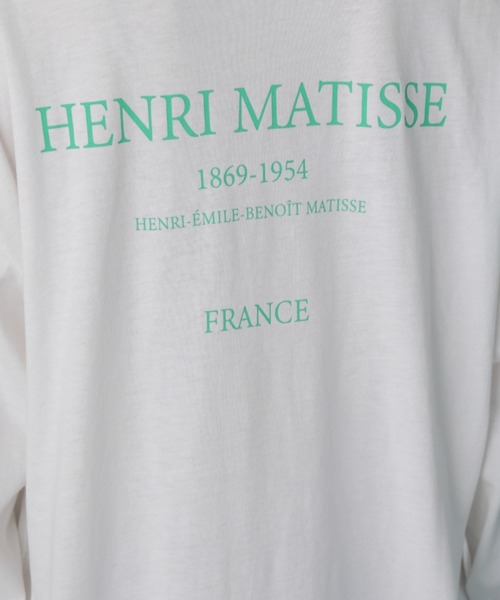 HENRI MATISSE
1869-1954
HENRI-ÉMILE-BENOÎT MATISSE
FRANCE